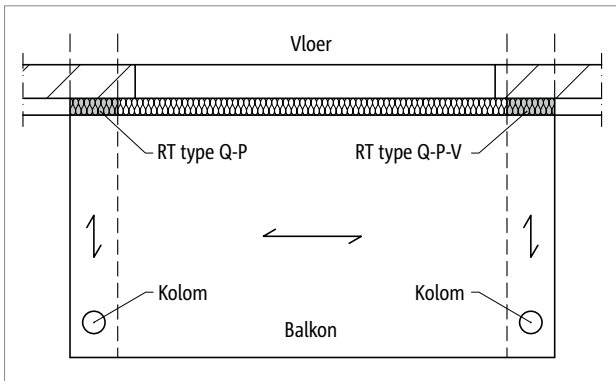 Vloer
RT type Q-P
RT type Q-P-V
Kolom
Kolom
Balkon